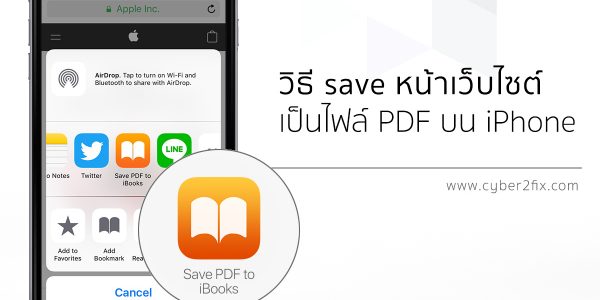 Apple Inc.
AirDrop. Tap to turn on Wi-Fi and
Bluetooth to share with AirDrop.
to Notes
Twitter
Save PDF to
iBooks
LINE
LINE
Add to
Favorites
Add
Bookmark
Cancel
Save PDF to
iBooks
วิธี save หน้าเว็บไซต์
เป็นไฟล์ PDF บน iPhone
www.cyber2fix.com